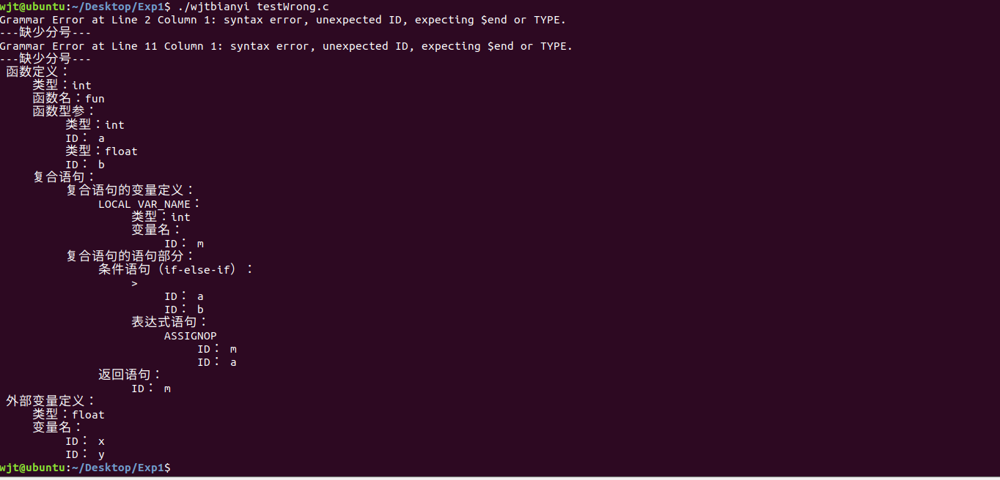 wjt@ubuntu:~/Desktop/Exp1$ ./wjtbianyi testWrong.c
Grammar Error at Line 2 Column 1: syntax error, unexpected ID, expecting $end or TYPE.
---缺少分号---
Grammar Error at Line 11 Column 1: syntax error, unexpected ID, expecting $end or TYPE.
---缺少分号---
函数定义：
类型：int
函数名：fun
函数型参：
类型：int
ID： a
类型：float
ID： b
复合语句：
复合语句的变量定义：
LOCAL VAR_NAME：
类型：int
变量名：
ID： m
复合语句的语句部分：
条件语句（if-else-if）：
>
ID： a
ID： b
表达式语句：
ASSIGNOP
ID： m
ID： a
返回语句：
ID： m
外部变量定义：
类型：float
变量名：
ID： x
ID： y
wjt@ubuntu:~/Desktop/Exp1$